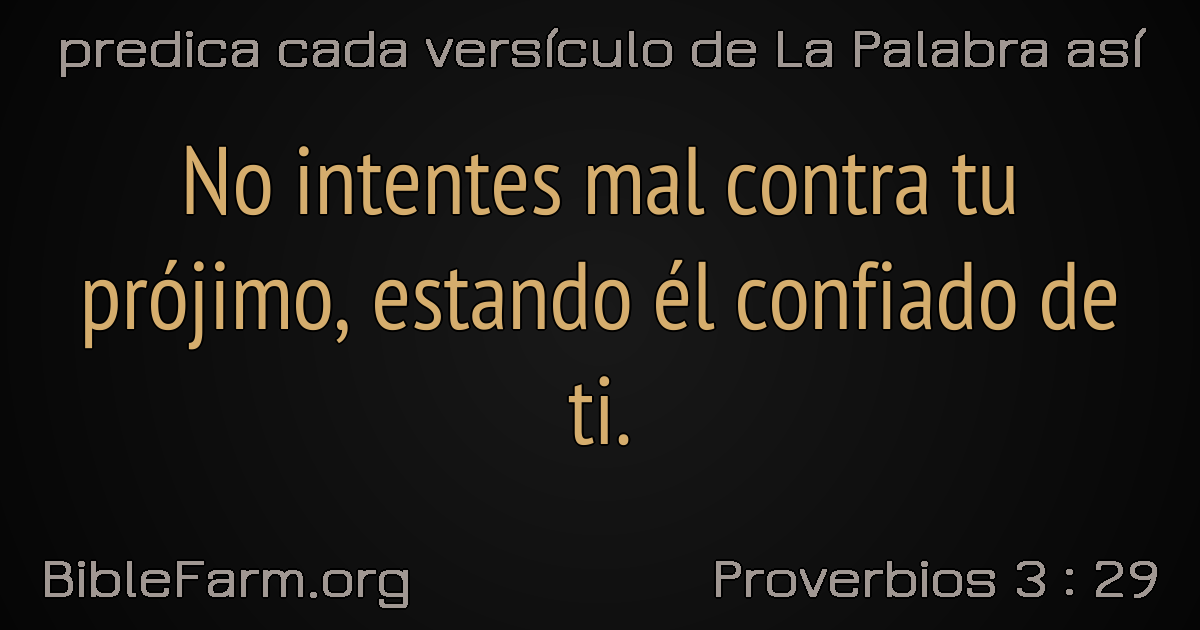 predica cada versículo de La Palabra así
No intentes mal contra tu
prójimo, estando él confiado de
ti.
BibleFarm.org
Proverbios 3 : 29